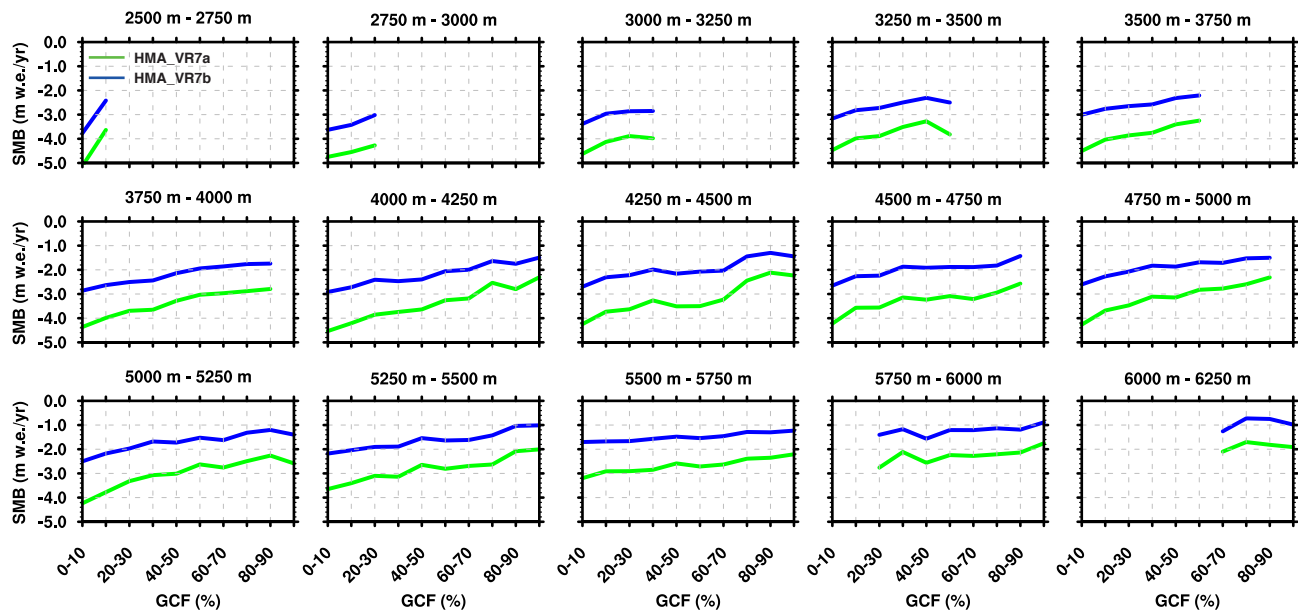 2500 m - 2750 m
2750 m - 3000 m
3000 m - 3250 m
3250 m - 3500 m
3500 m - 3750 m
SMB (m w.e./yr)
0.0
-1.0
-2.0
-3.0
-4.0
-5.0
HMA_VR7a
HMA_VR7b
3750 m - 4000 m
4000 m - 4250 m
4250 m - 4500 m
4500 m - 4750 m
4750 m - 5000 m
SMB (m w.e./yr)
0.0
-1.0
-2.0
-3.0
-4.0
-5.0
5000 m - 5250 m
5250 m - 5500 m
5500 m - 5750 m
5750 m - 6000 m
6000 m - 6250 m
SMB (m w.e./yr)
0.0
-1.0
-2.0
-3.0
-4.0
-5.0
0-10
20-30
40-50
60-70
80-90
0-10
20-30
40-50
60-70
80-90
0-10
20-30
40-50
60-70
80-90
0-10
20-30
40-50
60-70
80-90
0-10
20-30
40-50
60-70
80-90
GCF (%)
GCF (%)
GCF (%)
GCF (%)
GCF (%)